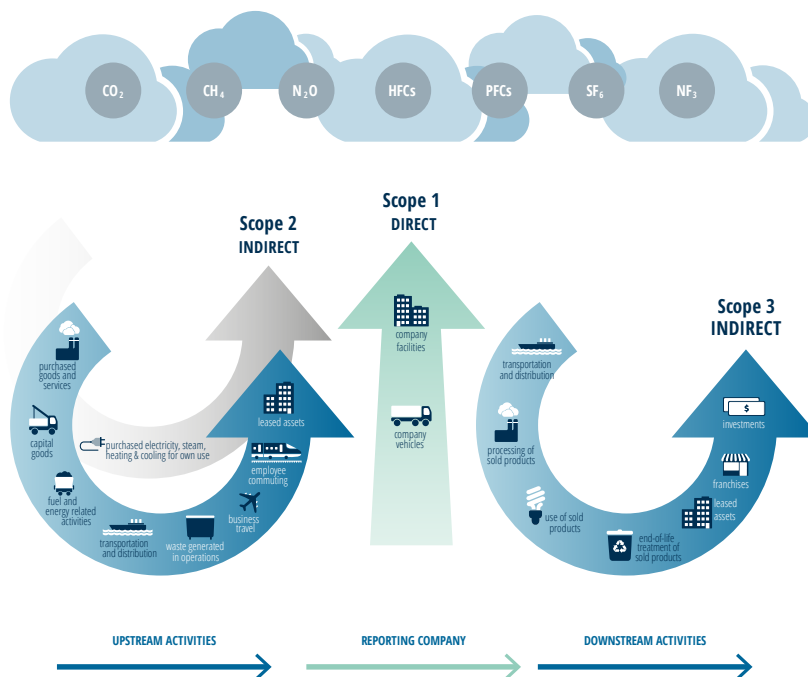 CO2
CH4
N2O
HFCs
PFCs
SF6
NF3
Scope 2
INDIRECT
Scope 1
DIRECT
Scope 3
INDIRECT
purchased
goods and
services
capital
goods
fuel and
energy related
activities
transportation
and distribution
waste generated
in operations
business
travel
employee
commuting
leased assets
purchased electricity, steam,
heating & cooling for own use
company
facilities
company
vehicles
transportation
and distribution
processing of
sold products
use of sold
products
end-of-life
treatment of
sold products
leased
assets
franchises
investments
$
UPSTREAM ACTIVITIES
REPORTING COMPANY
DOWNSTREAM ACTIVITIES